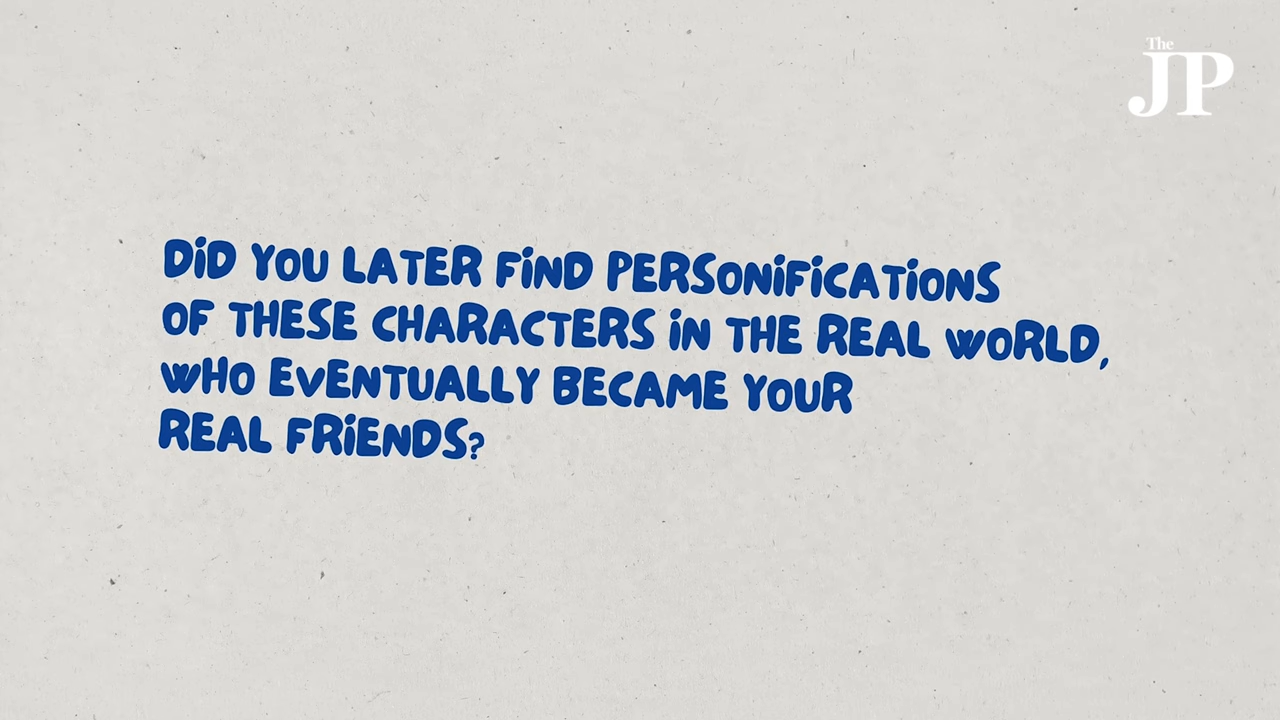 The
JP
DiD YOU LATER FiND PERSONiFiCATiONS
OF THESE CHARACTERS iN THE REAL WORLD,
WHO EVENTUALLY BECAME YOUR
REAL FRiENDS?